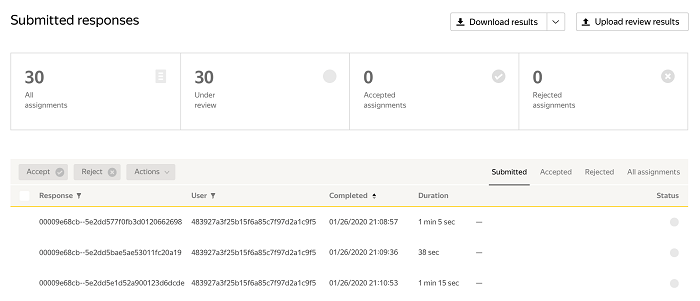 Submitted responses
Download results
Upload review results
30
All
assignments
30
Under
review
0
Accepted
assignments
0
Rejected
assignments
Accept
Reject
Actions
Submitted
Accepted
Rejected
All assignments
Response
User
Completed
Duration
Status
00009e68cb--5e2dd577f0fb3d0120662698 483927a3f25b15f6a85c7f97d2a1c9f5 01/26/2020 21:08:57 1 min 5 sec —
00009e68cb--5e2dd5bae5ae53011fc20a19 483927a3f25b15f6a85c7f97d2a1c9f5 01/26/2020 21:09:36 38 sec —
00009e68cb--5e2dd5e1d52a900123d6dcde 483927a3f25b15f6a85c7f97d2a1c9f5 01/26/2020 21:10:53 1 min 15 sec —